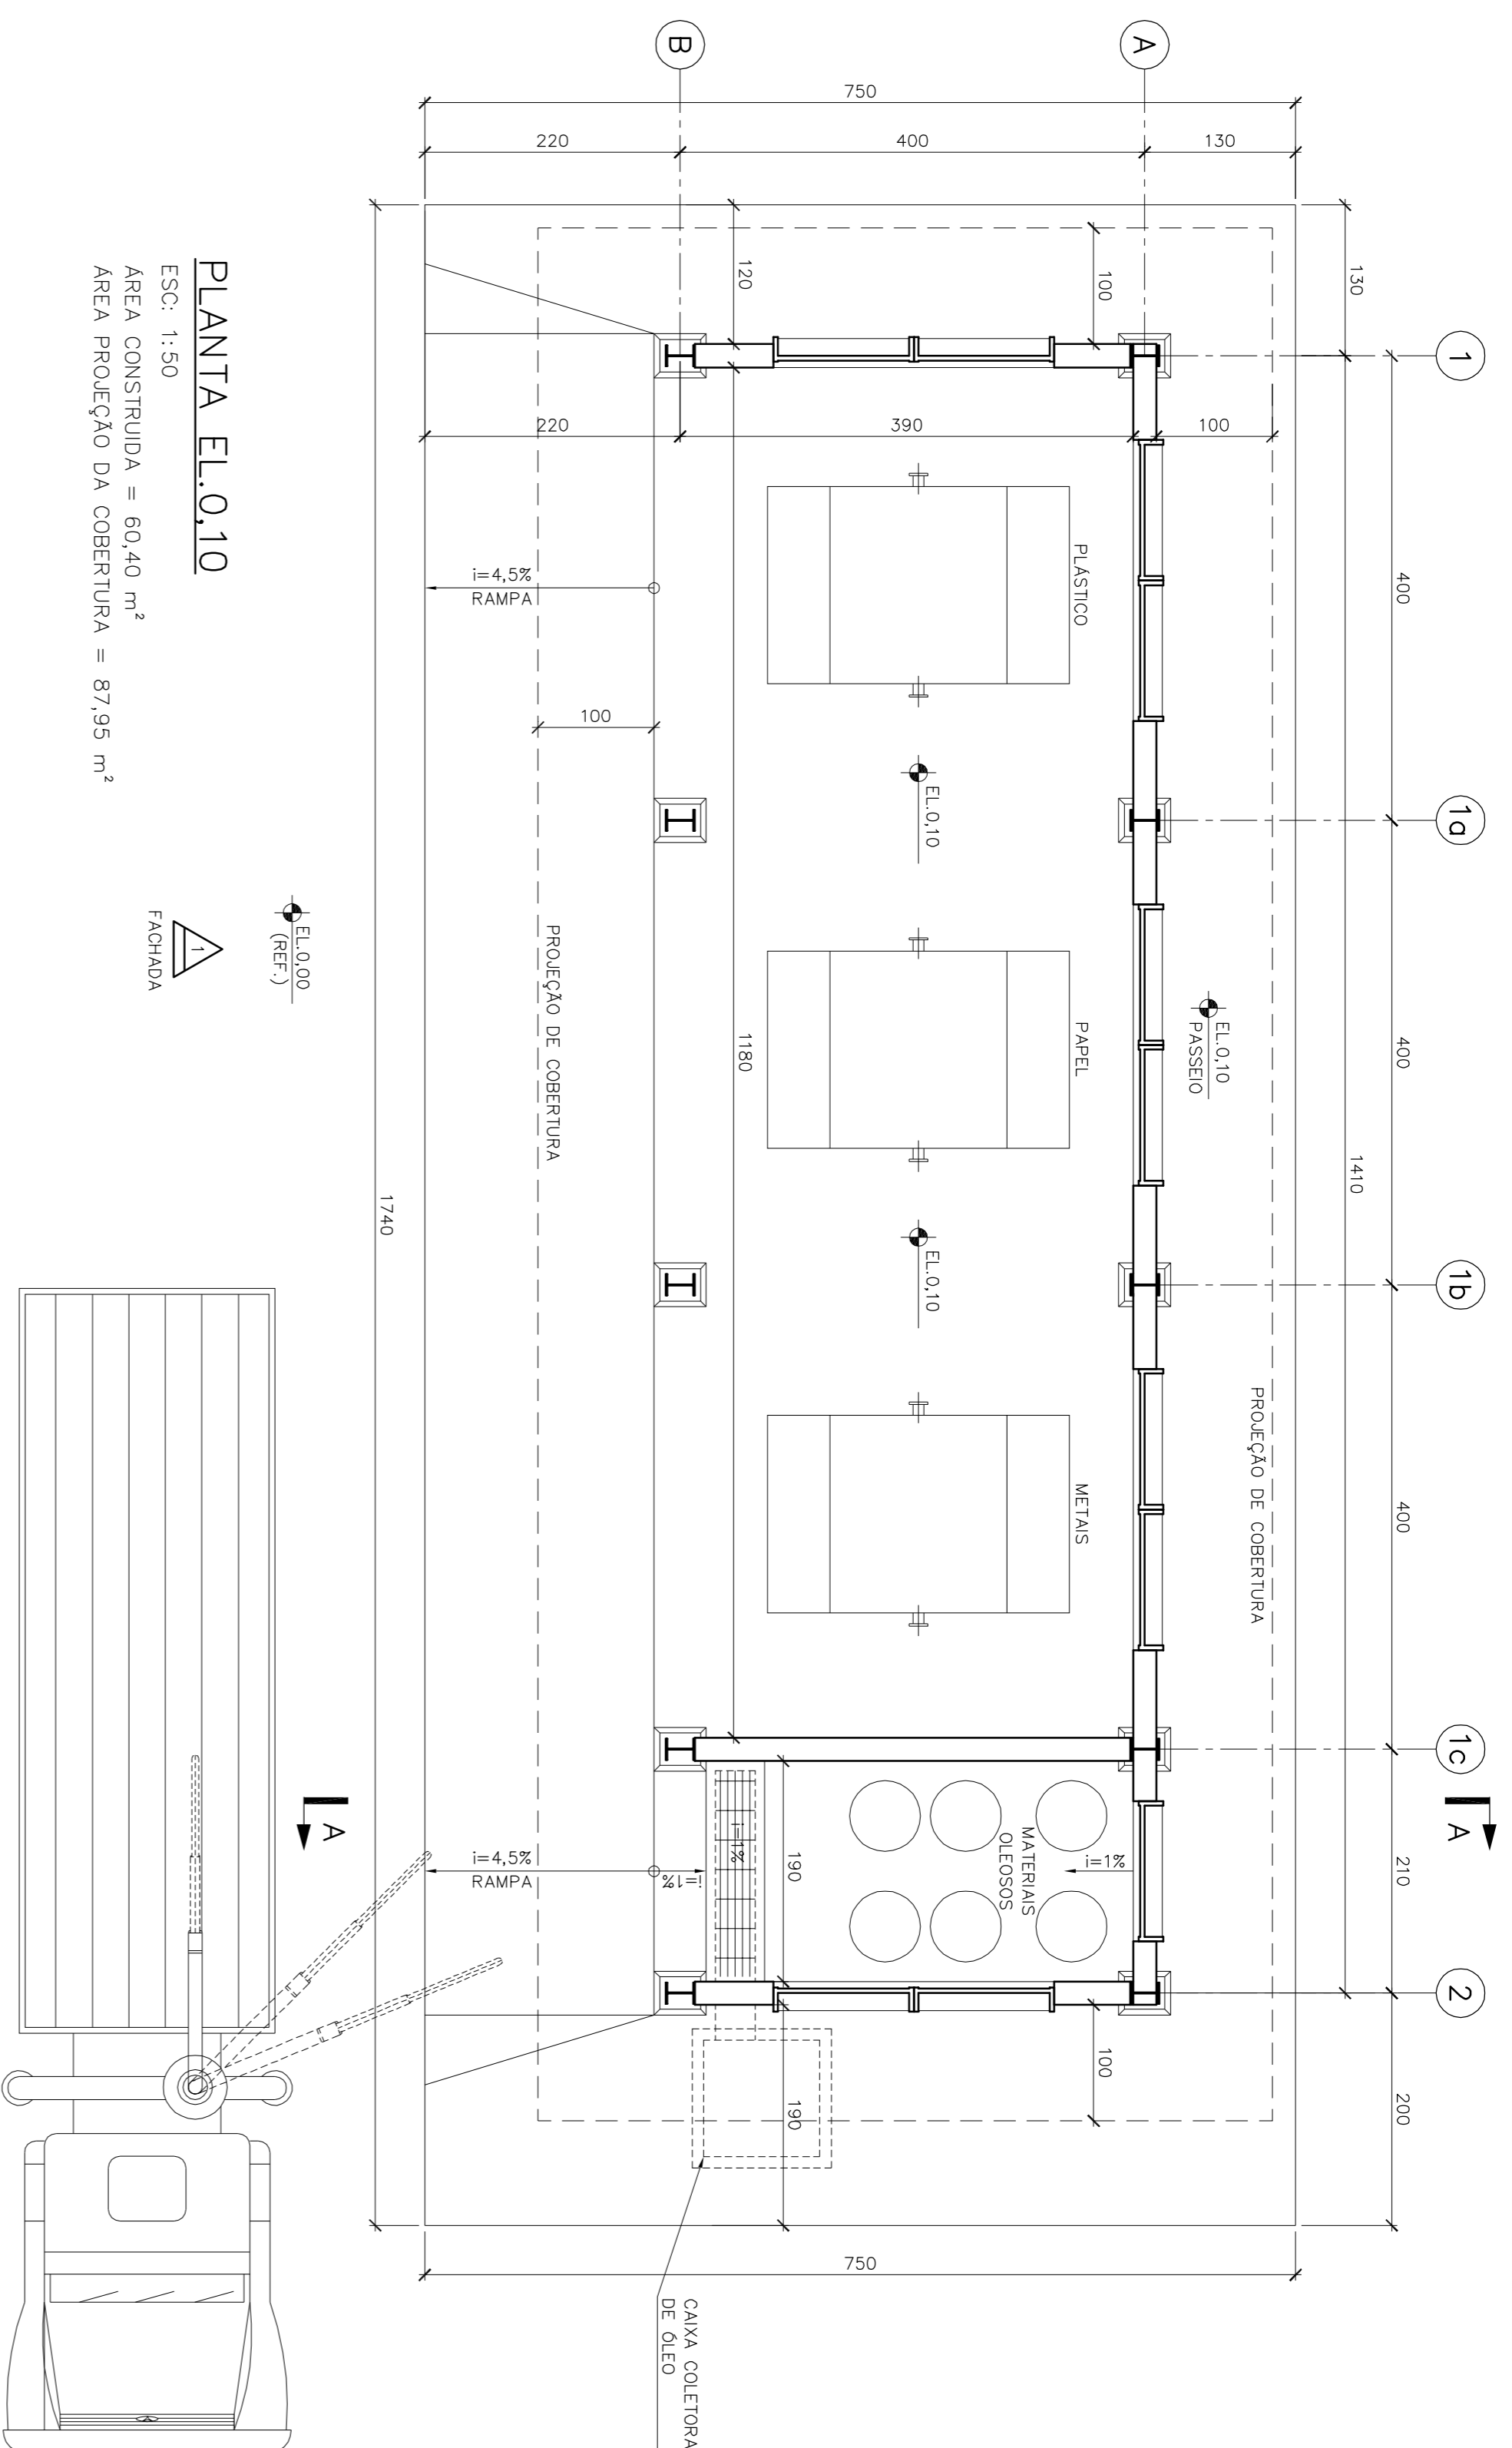 1
1a
1b
1c
2
A
A
400
400
400
210
200
130
1410
A
B
750
130
400
220
PROJEÇÃO DE COBERTURA
EL.0,10
PASSEIO
100
100
120
390
100
220
PLÁSTICO
PAPEL
METAIS
MATERIAIS
OLEOSOS
i=1%
EL.0,10
EL.0,10
1180
190
190
i=1%
i=1%
100
PROJEÇÃO DE COBERTURA
i=4,5%
RAMPA
i=4,5%
RAMPA
1740
750
CAIXA COLETORA
DE ÓLEO
EL.0,00
(REF.)
A
1
FACHADA
PLANTA EL.0,10
ESC: 1:50
ÁREA CONSTRUIDA = 60,40 m²
ÁREA PROJEÇÃO DA COBERTURA = 87,95 m²